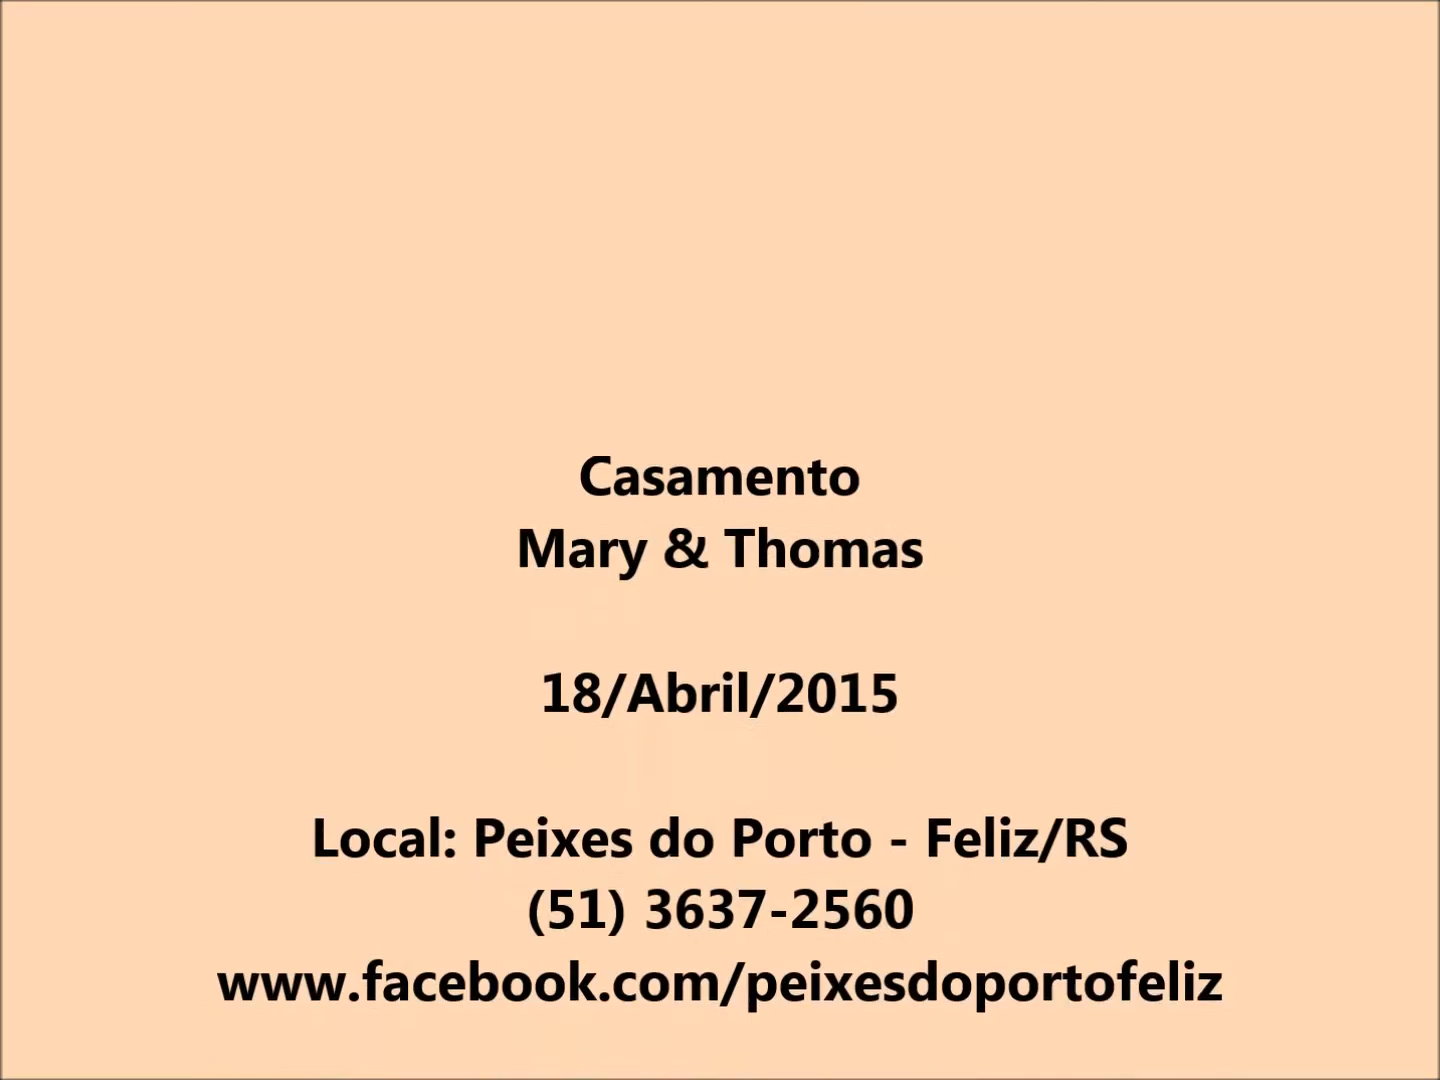 Casamento
Mary & Thomas
18/Abril/2015
Local: Peixes do Porto - Feliz/RS
(51) 3637-2560
www.facebook.com/peixesdoportofeliz